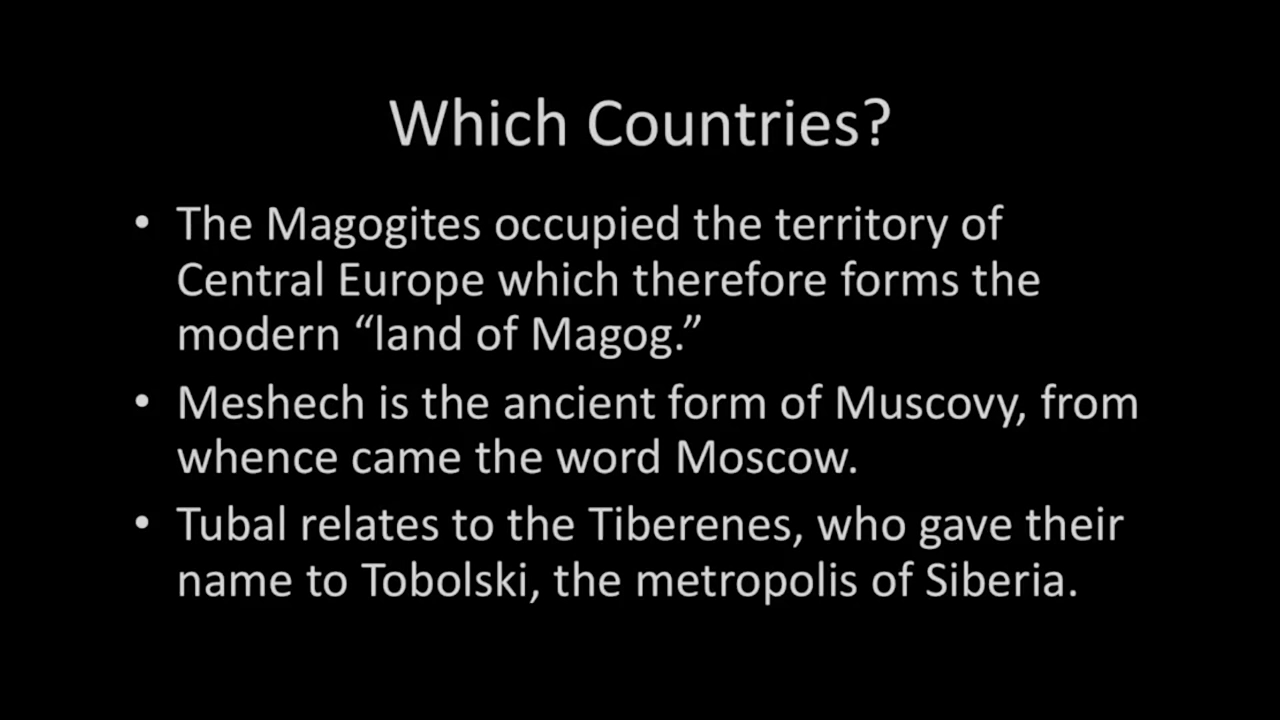 Which Countries?
• The Magogites occupied the territory of
Central Europe which therefore forms the
modern “land of Magog.”
• Meshech is the ancient form of Muscovy, from
whence came the word Moscow.
• Tubal relates to the Tiberenes, who gave their
name to Tobolski, the metropolis of Siberia.